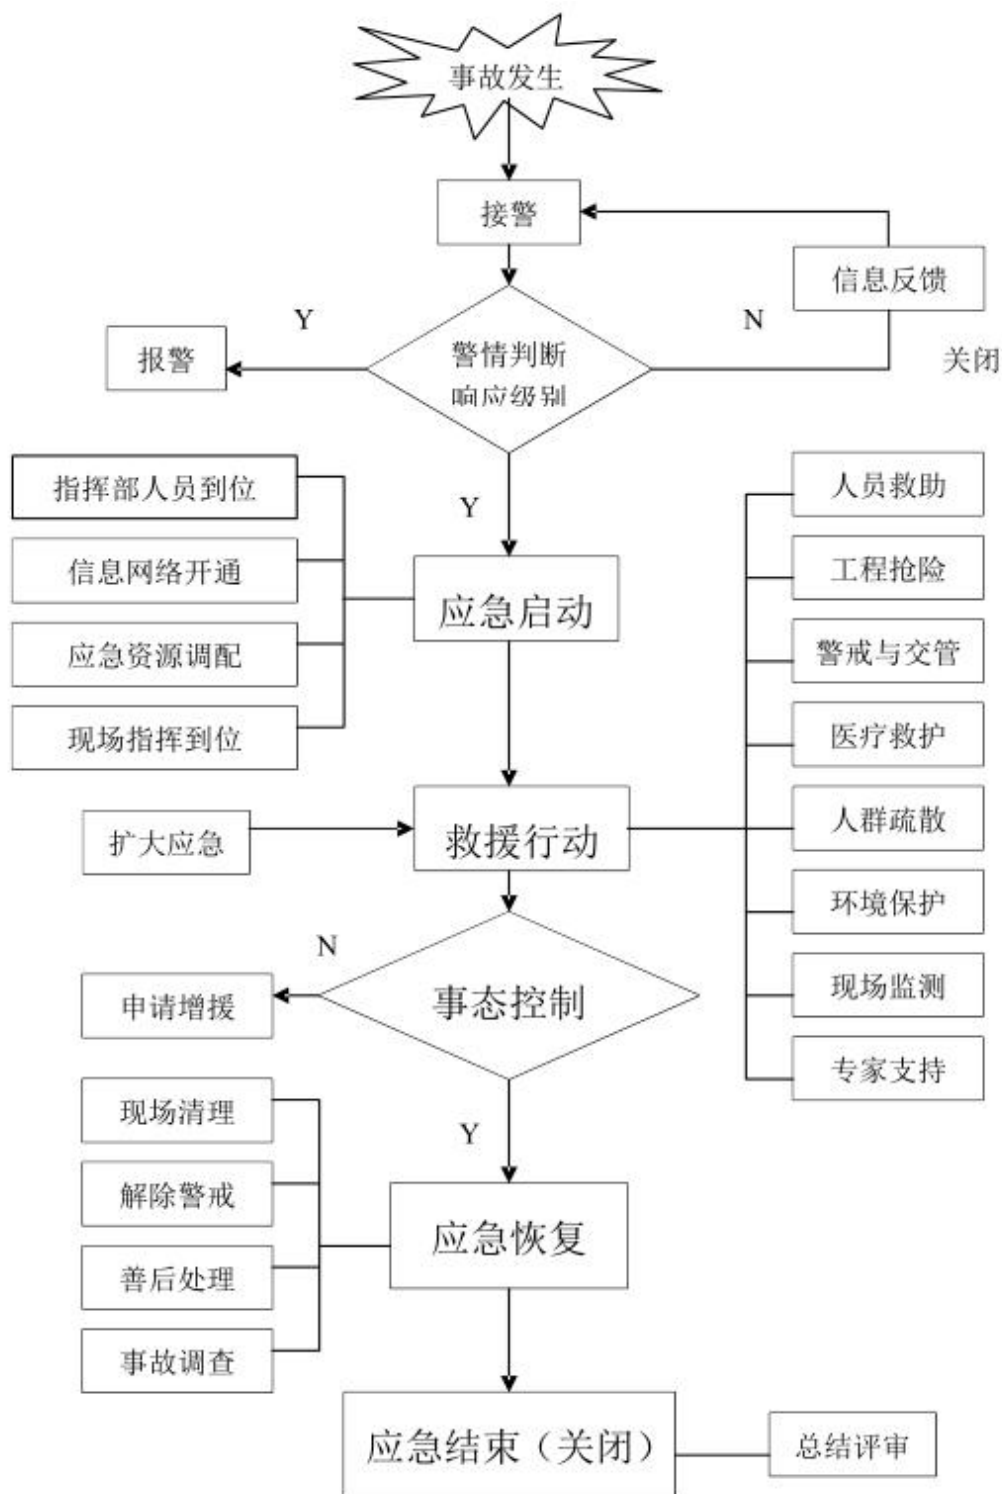 事故发生
接警
信息反馈
Y
N
报警
警情判断
响应级别
关闭
指挥部人员到位
Y
人员救助
信息网络开通
应急启动
工程抢险
应急资源调配
警戒与交管
现场指挥到位
医疗救护
扩大应急
救援行动
人群疏散
环境保护
N
申请增援
事态控制
现场监测
专家支持
现场清理
Y
解除警戒
应急恢复
善后处理
事故调查
应急结束（关闭）
总结评审